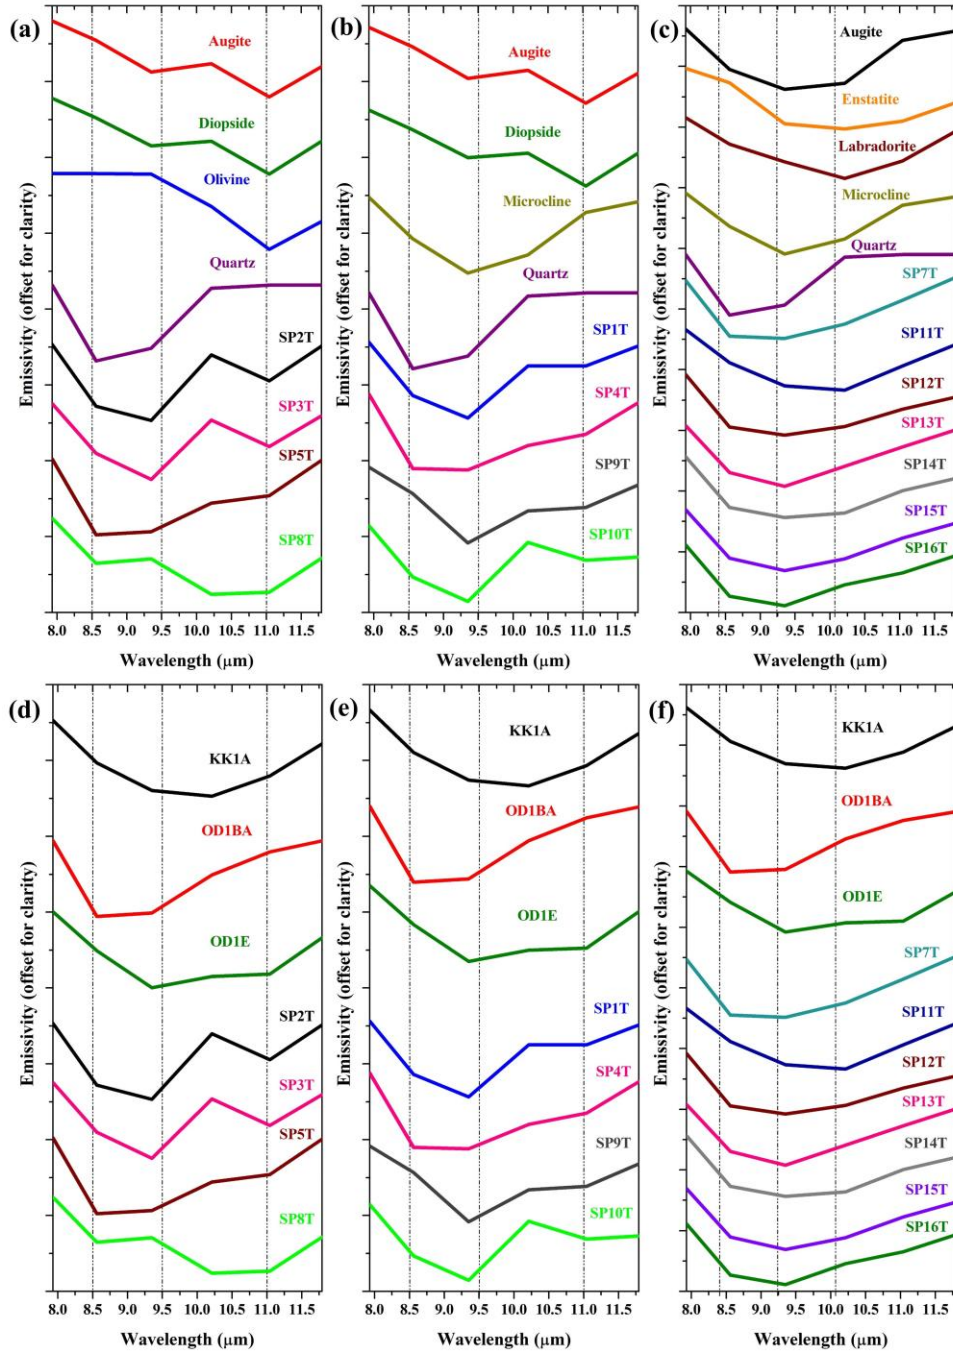 (a)
Augite
Diopside
Olivine
Quartz
SP2T
SP3T
SP5T
SP8T
Emissivity (offset for clarity)
8.0 8.5 9.0 9.5 10.0 10.5 11.0 11.5
Wavelength (μm)
(b)
Augite
Diopside
Microcline
Quartz
SP1T
SP4T
SP9T
SP10T
Emissivity (offset for clarity)
8.0 8.5 9.0 9.5 10.0 10.5 11.0 11.5
Wavelength (μm)
(c)
Augite
Enstatite
Labradorite
Microcline
Quartz
SP7T
SP11T
SP12T
SP13T
SP14T
SP15T
SP16T
Emissivity (offset for clarity)
8.0 8.5 9.0 9.5 10.0 10.5 11.0 11.5
Wavelength (μm)
(d)
KK1A
OD1BA
OD1E
SP2T
SP3T
SP5T
SP8T
Emissivity (offset for clarity)
8.0 8.5 9.0 9.5 10.0 10.5 11.0 11.5
Wavelength (μm)
(e)
KK1A
OD1BA
OD1E
SP1T
SP4T
SP9T
SP10T
Emissivity (offset for clarity)
8.0 8.5 9.0 9.5 10.0 10.5 11.0 11.5
Wavelength (μm)
(f)
KK1A
OD1BA
OD1E
SP7T
SP11T
SP12T
SP13T
SP14T
SP15T
SP16T
Emissivity (offset for clarity)
8.0 8.5 9.0 9.5 10.0 10.5 11.0 11.5
Wavelength (μm)